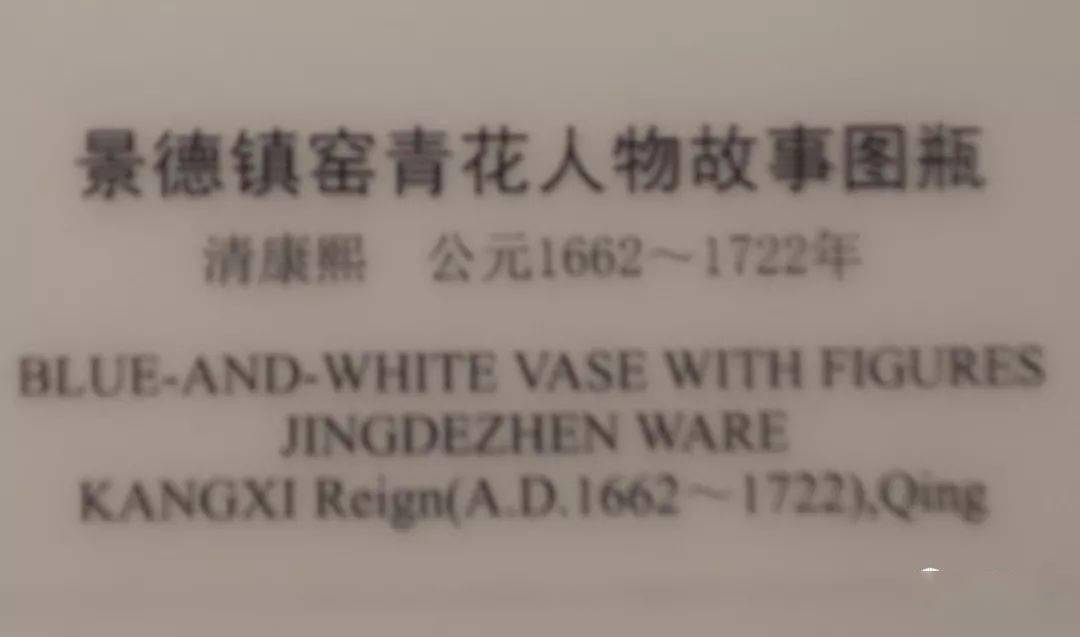 景德镇窑青花人物故事图瓶
清康熙 公元1662～1722年
BLUE-AND-WHITE VASE WITH FIGURES
JINGDEZHEN WARE
KANGXI Reign(A.D.1662～1722),Qing